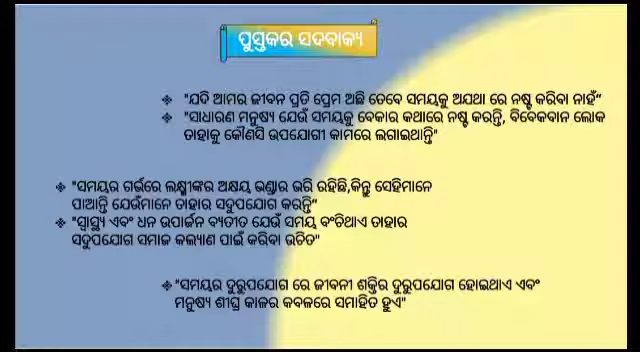 ପୁସ୍ତକର ସଦବାକ୍ୟ
❖ "ଯଦି ଆମର ଜୀବନ ପ୍ରତି ପ୍ରେମ ଅଛି ତେବେ ସମୟକୁ ଅଯଥା ରେ ନଷ୍ଟ କରିବା ନାହିଁ"
❖ "ସାଧାରଣ ମନୁଷ୍ୟ ଯେଉଁ ସମୟକୁ ବେକାର କଥାରେ ନଷ୍ଟ କରନ୍ତି, ବିବେକବାନ ଲୋକ
ତାହାକୁ କୌଣସି ଉପଯୋଗୀ କାମରେ ଲଗାଇଥାନ୍ତି"
❖ "ସମୟର ଗର୍ଭରେ ଲକ୍ଷ୍ମୀଙ୍କର ଅକ୍ଷୟ ଭଣ୍ଡାର ଭରି ରହିଛି,କିନ୍ତୁ ସେହିମାନେ
ପାଆନ୍ତି ଯେଉଁମାନେ ତାହାର ସଦୁପଯୋଗ କରନ୍ତି"
❖ "ସ୍ୱାସ୍ଥ୍ୟ ଏବଂ ଧନ ଉପାର୍ଜନ ବ୍ୟତୀତ ଯେଉଁ ସମୟ ବଂଚିଥାଏ ତାହାର
ସଦୁପଯୋଗ ସମାଜ କଲ୍ୟାଣ ପାଇଁ କରିବା ଉଚିତ"
❖ "ସମୟର ଦୁରୁପଯୋଗ ରେ ଜୀବନୀ ଶକ୍ତିର ଦୁରୁପଯୋଗ ହୋଇଥାଏ ଏବଂ
ମନୁଷ୍ୟ ଶୀଘ୍ର କାଳର କବଳରେ ସମାହିତ ହୁଏ"